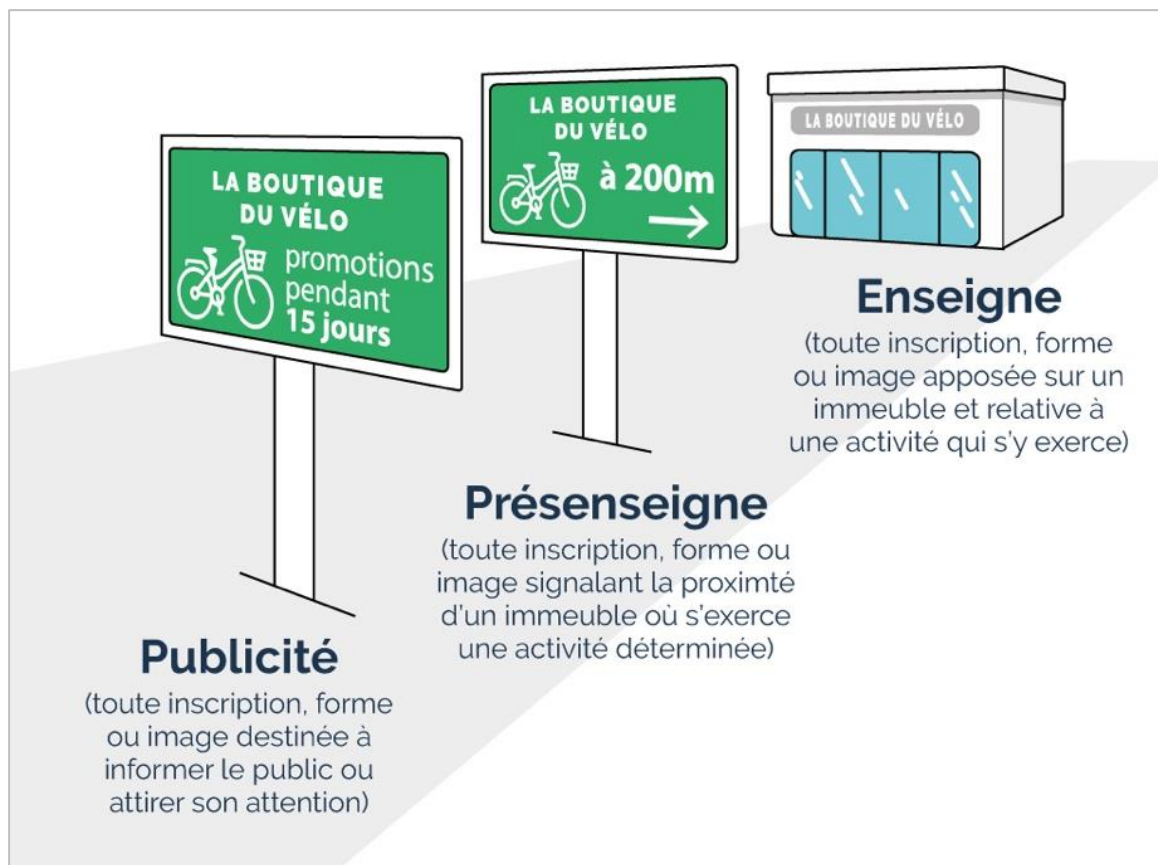 LA BOUTIQUE
DU VÉLO
promotions
pendant
15 jours
Publicité
(toute inscription, forme
ou image destinée à
informer le public ou
attirer son attention)
LA BOUTIQUE
DU VÉLO
à 200m
Présenseigne
(toute inscription, forme ou
image signalant la proximté
d'un immeuble où s'exerce
une activité déterminée)
LA BOUTIQUE DU VÉLO
Enseigne
(toute inscription, forme
ou image apposée sur un
immeuble et relative à
une activité qui s'y exerce)